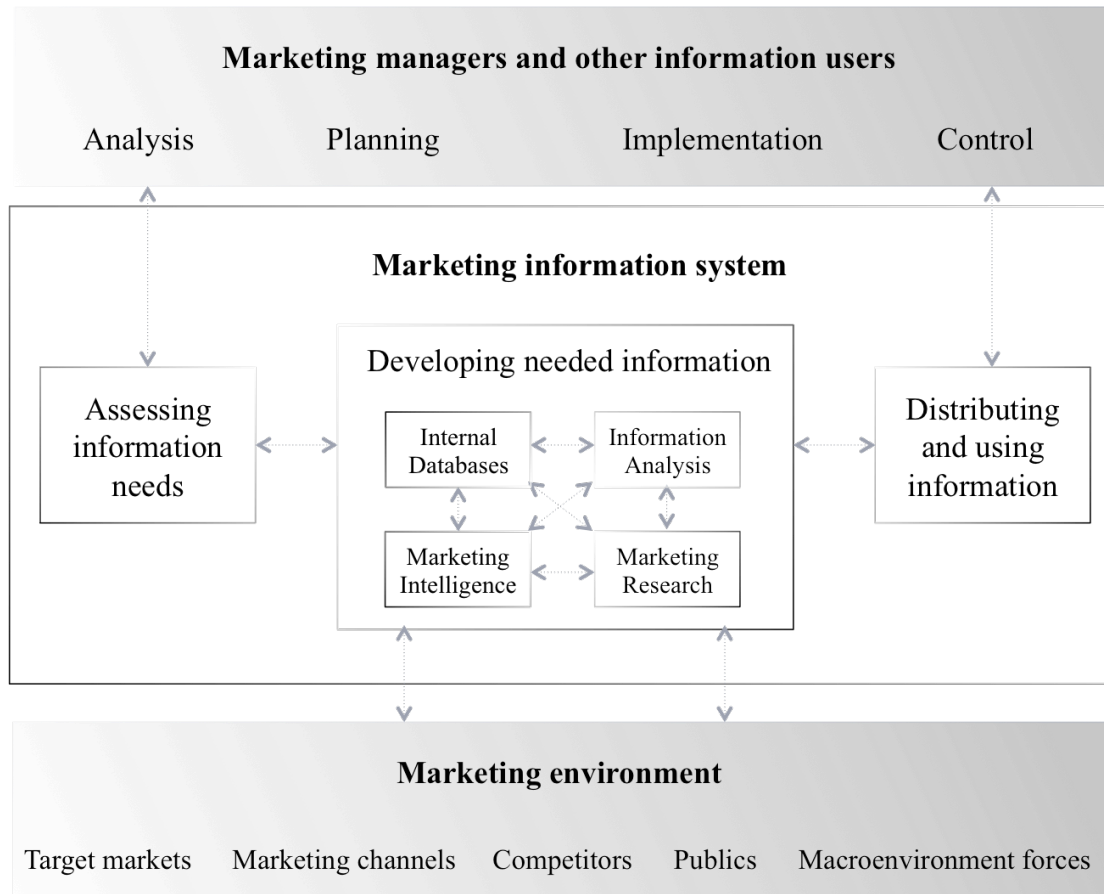 Marketing managers and other information users
Analysis Planning Implementation Control
Marketing information system
Developing needed information
Assessing
information
needs
Internal
Databases
Information
Analysis
Marketing
Intelligence
Marketing
Research
Distributing
and using
information
Marketing environment
Target markets Marketing channels Competitors Publics Macroenvironment forces